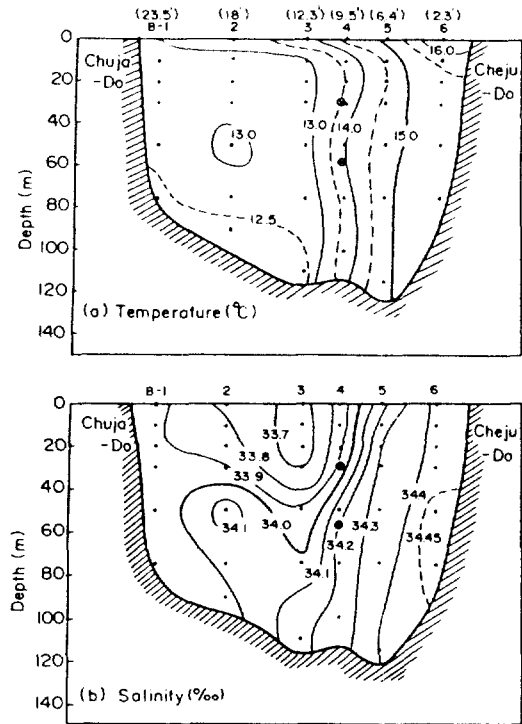 (23.5') (18') (12.3') (9.5') (6.4') (2.3')
B-1 2 3 4 5 6
0
Chuja
-Do
Cheju
-Do
16.0
20
40
13.0
13.0
14.0
15.0
60
80
12.5
100
120
140
Depth (m)
(a) Temperature (°C)
B-1 2 3 4 5 6
0
Chuja
-Do
Cheju
-Do
33.7
20
33.8
33.9
40
34.1
34.0
34.2
34.3
34.4
34.45
60
80
34.1
100
120
140
Depth (m)
(b) Salinity (‰)